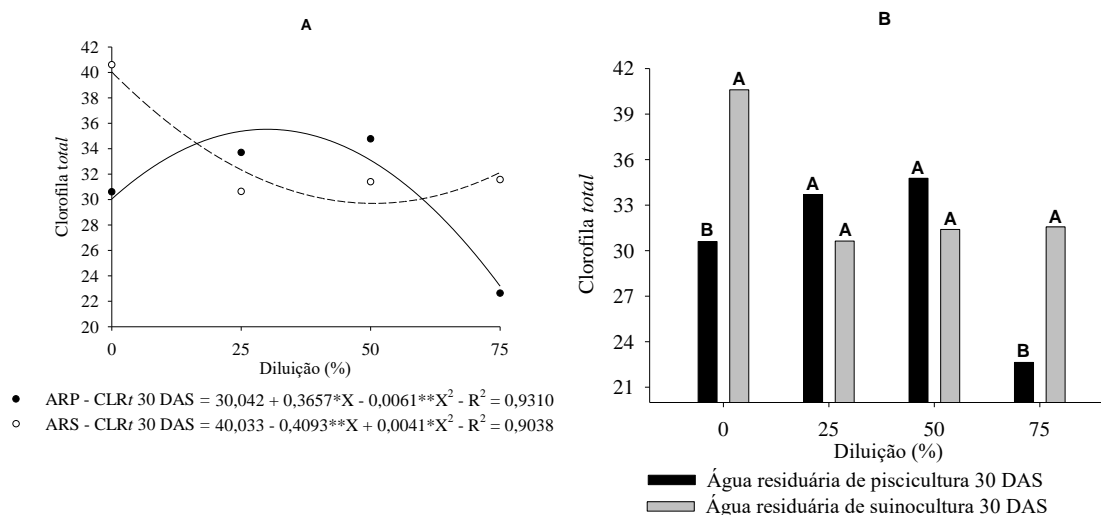 A
42
40
38
36
34
32
30
28
26
24
22
20
Clorofila total
0
25
50
75
Diluição (%)
ARP - CLRt 30 DAS = 30,042 + 0,3657*X - 0,0061**X² - R² = 0,9310
ARS - CLRt 30 DAS = 40,033 - 0,4093**X + 0,0041*X² - R² = 0,9038
B
42
39
36
33
30
27
24
21
Clorofila total
B
A
A
A
A
A
B
A
0
25
50
75
Diluição (%)
Água residuária de piscicultura 30 DAS
Água residuária de suinocultura 30 DAS